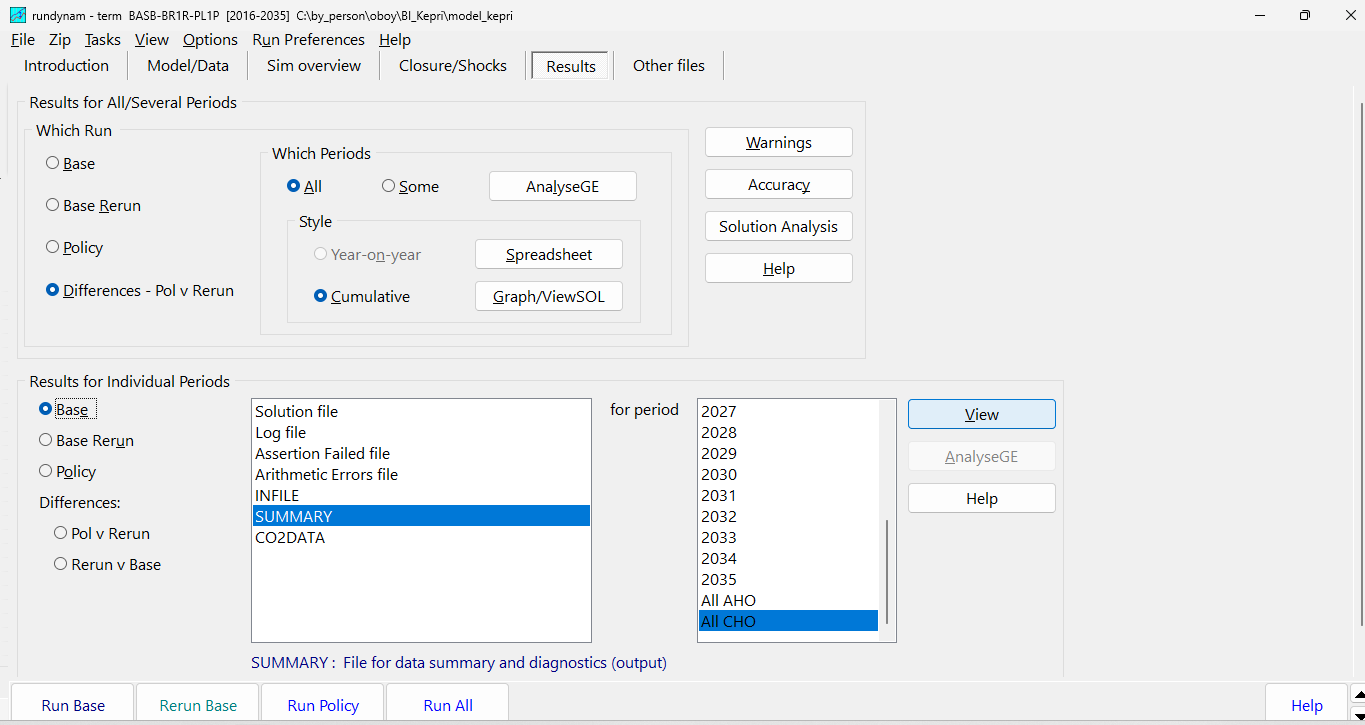 rundynam - term BASB-BR1R-PL1P [2016-2035] C:\by_person\oboy\BI_Kepri\model_kepri
File Zip Tasks View Options Run Preferences Help
Introduction Model/Data Sim overview Closure/Shocks Results Other files
Results for All/Several Periods
Which Run
Base
Base Rerun
Policy
Differences - Pol v Rerun
Which Periods
All Some AnalyseGE
Style
Year-on-year Spreadsheet
Cumulative Graph/ViewSOL
Warnings
Accuracy
Solution Analysis
Help
Results for Individual Periods
Base
Base Rerun
Policy
Differences:
Pol v Rerun
Rerun v Base
Solution file
Log file
Assertion Failed file
Arithmetic Errors file
INFILE
SUMMARY
CO2DATA
for period
2027
2028
2029
2030
2031
2032
2033
2034
2035
All AHO
All CHO
View
AnalyseGE
Help
SUMMARY : File for data summary and diagnostics (output)
Run Base Rerun Base Run Policy Run All Help